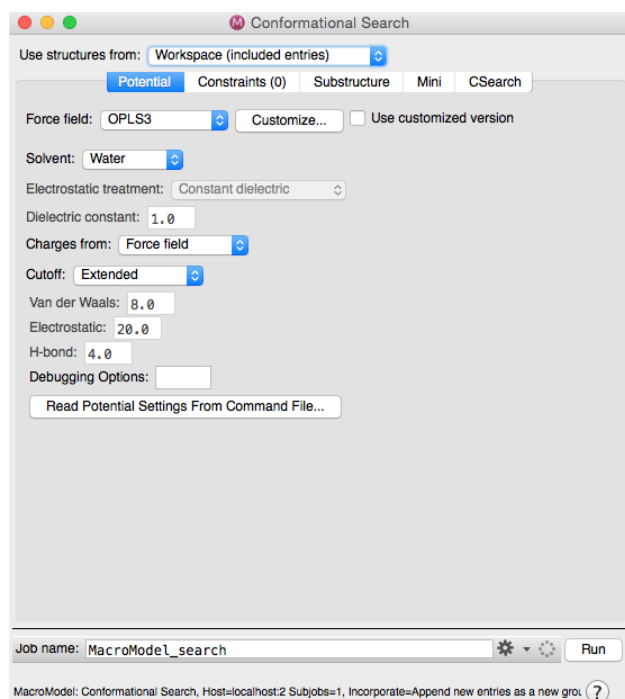 Conformational Search
Use structures from: Workspace (included entries)
Potential Constraints (0) Substructure Mini CSearch
Force field: OPLS3 Customize... Use customized version
Solvent: Water
Electrostatic treatment: Constant dielectric
Dielectric constant: 1.0
Charges from: Force field
Cutoff: Extended
Van der Waals: 8.0
Electrostatic: 20.0
H-bond: 4.0
Debugging Options:
Read Potential Settings From Command File...
Job name: MacroModel_search Run
MacroModel: Conformational Search, Host=localhost:2 Subjobs=1, Incorporate=Append new entries as a new grou ?